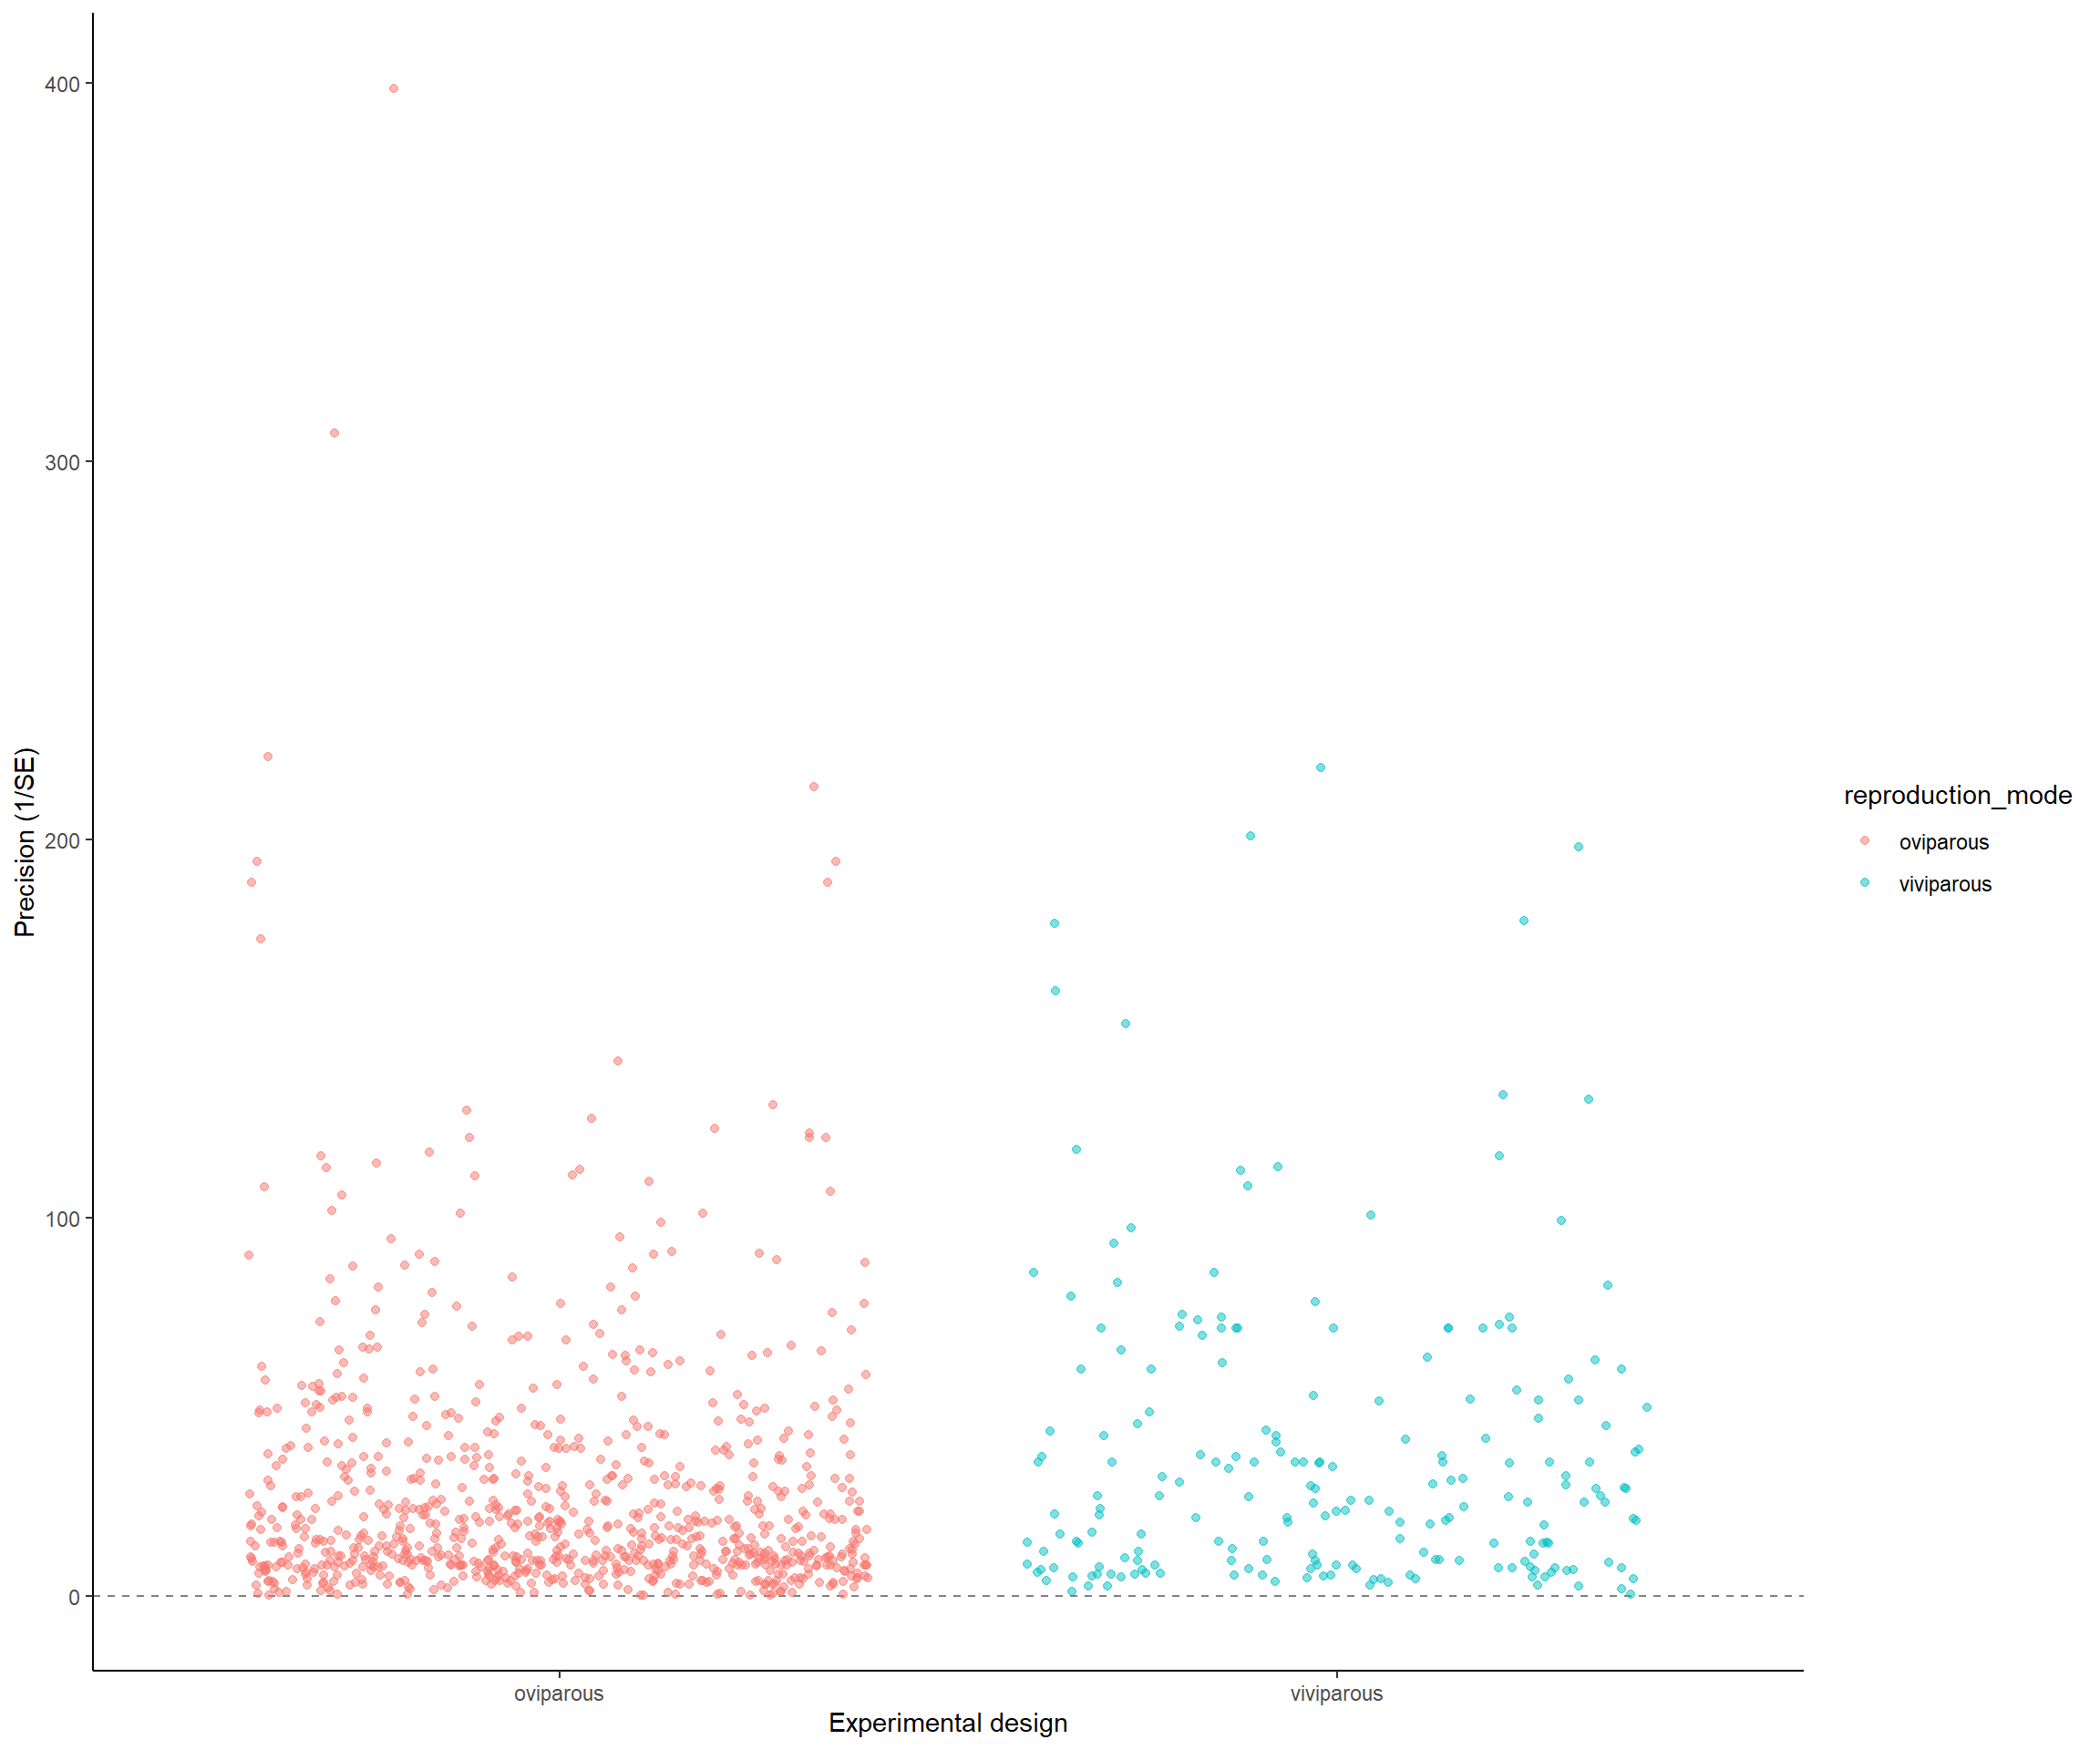 400
300
200
100
0
Precision (1/SE)
oviparous
viviparous
Experimental design
reproduction_mode
oviparous
viviparous